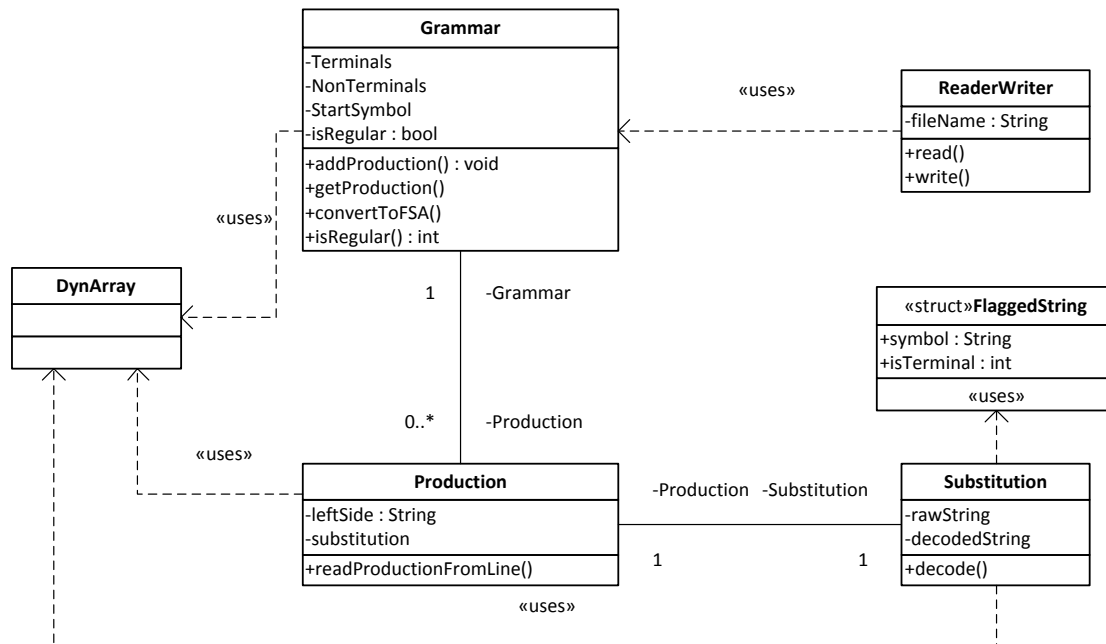 Grammar
-Terminals
-NonTerminals
-StartSymbol
-isRegular : bool
+addProduction() : void
+getProduction()
+convertToFSA()
+isRegular() : int
«uses»
ReaderWriter
-fileName : String
+read()
+write()
«uses»
DynArray
1
-Grammar
«struct»FlaggedString
+symbol : String
+isTerminal : int
«uses»
0..*
-Production
«uses»
Production
-leftSide : String
-substitution
+readProductionFromLine()
-Production
-Substitution
1
1
Substitution
-rawString
-decodedString
+decode()
«uses»